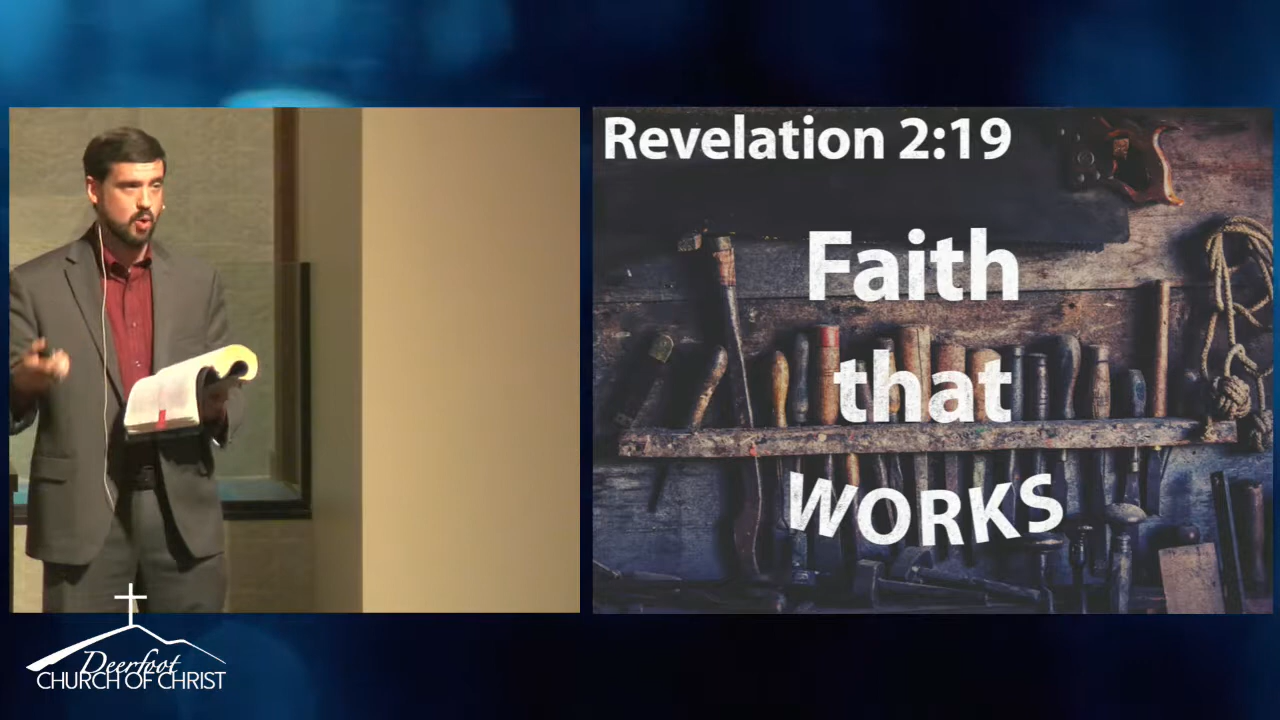 Revelation 2:19
Faith
that
WORKS
Deerfoot
CHURCH OF CHRIST